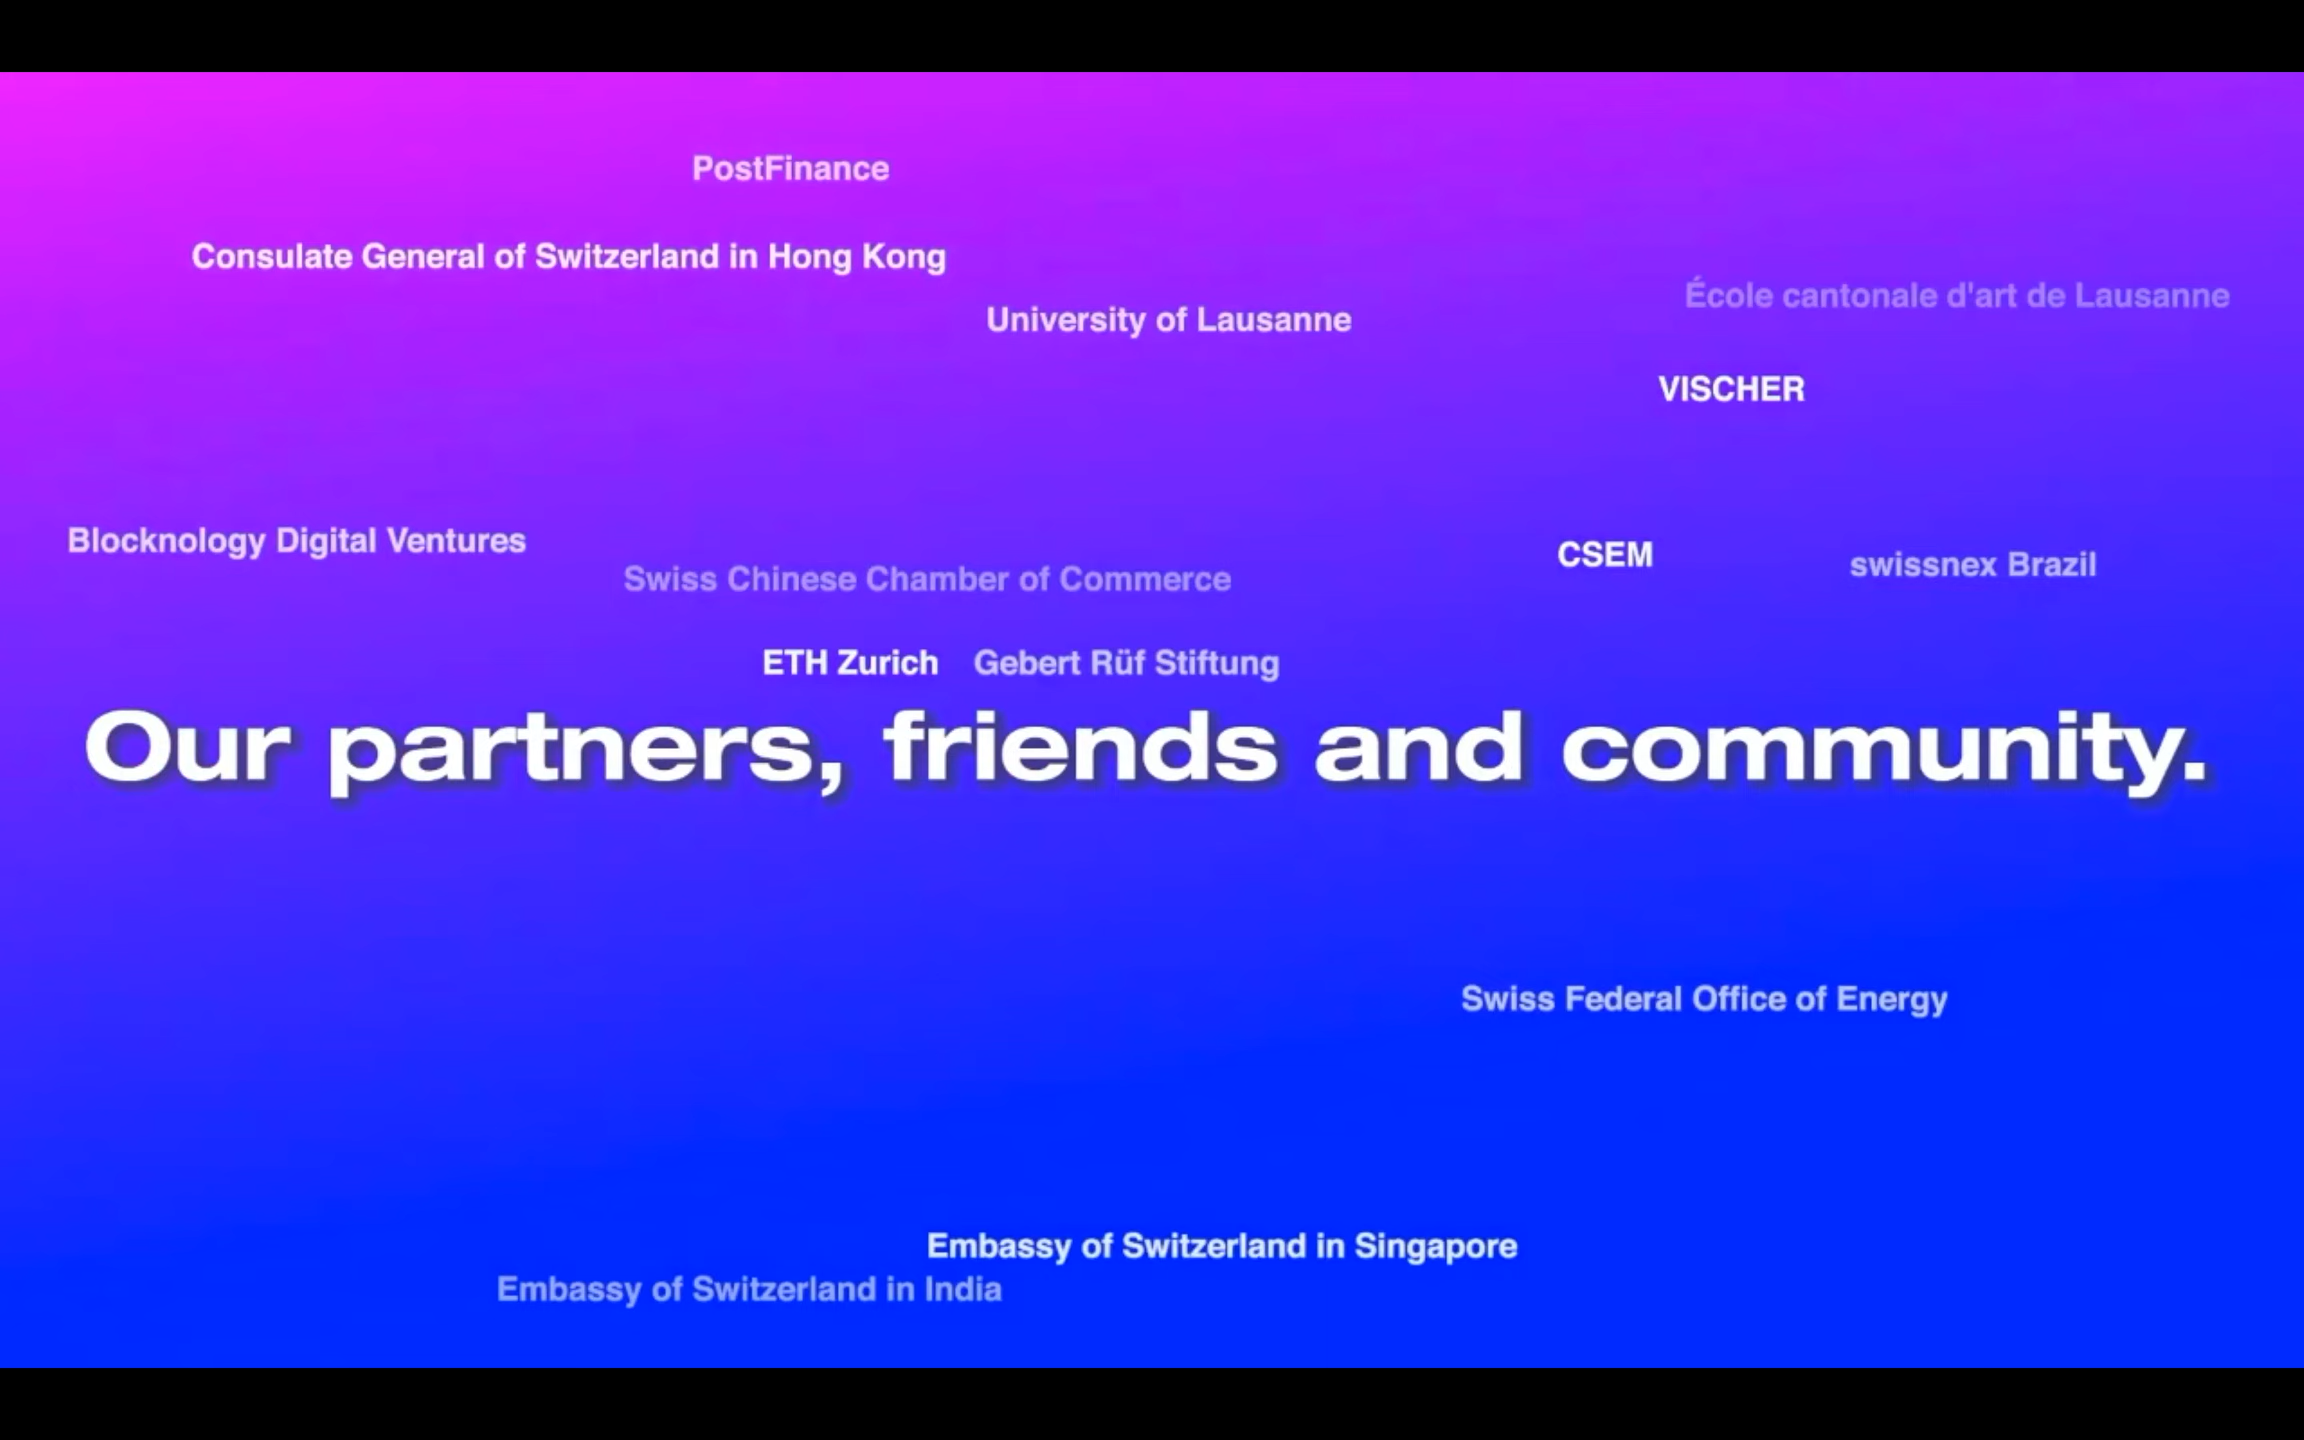 PostFinance
Consulate General of Switzerland in Hong Kong
École cantonale d'art de Lausanne
University of Lausanne
VISCHER
Blocknology Digital Ventures
CSEM
swissnex Brazil
Swiss Chinese Chamber of Commerce
ETH Zurich
Gebert Rüf Stiftung
Our partners, friends and community.
Swiss Federal Office of Energy
Embassy of Switzerland in Singapore
Embassy of Switzerland in India